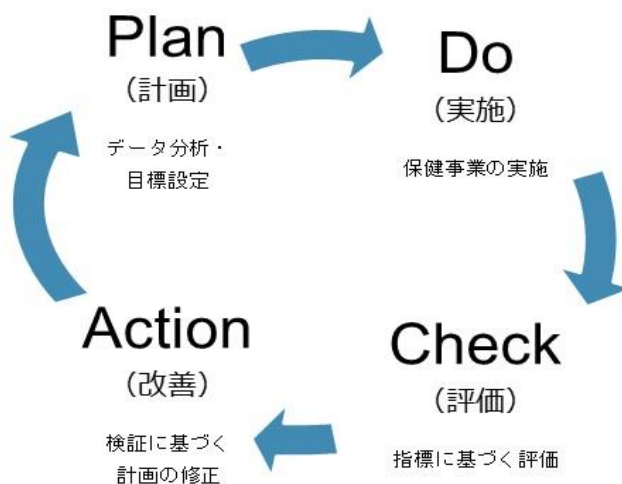 Plan
（計画）
データ分析・
目標設定
Do
（実施）
保健事業の実施
Check
（評価）
指標に基づく評価
Action
（改善）
検証に基づく
計画の修正